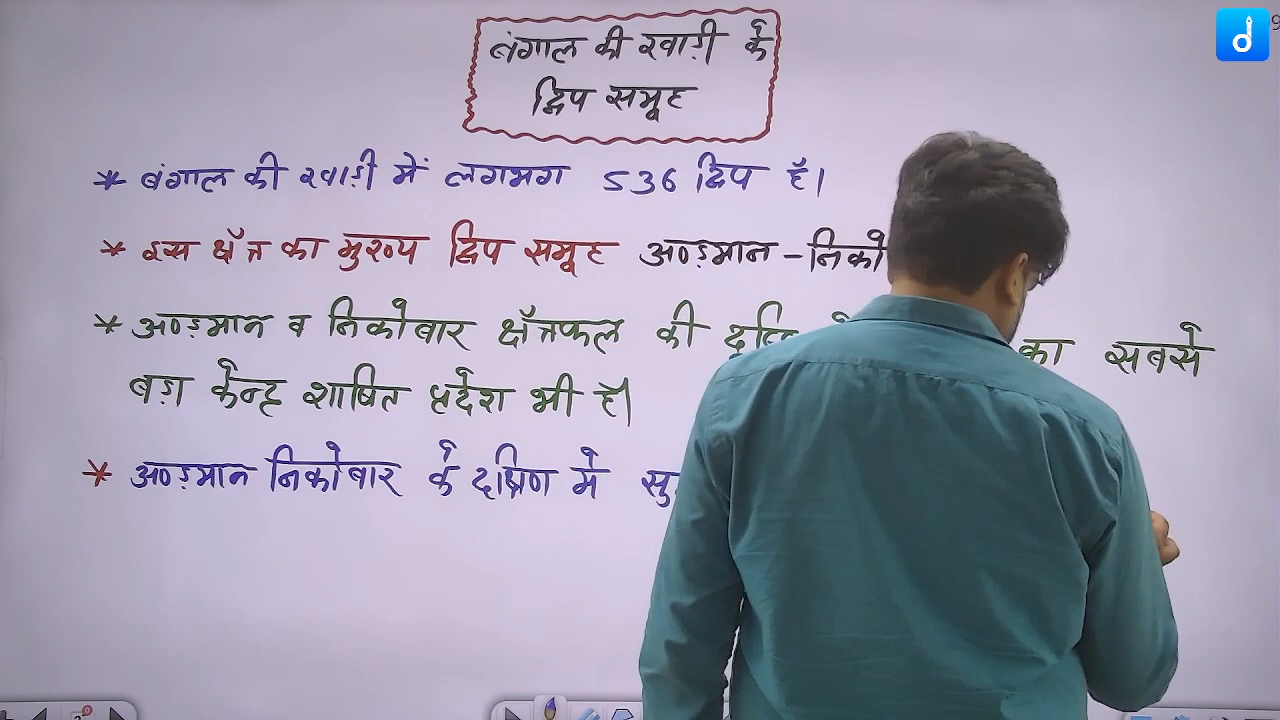 बंगाल की खाड़ी के
द्विप समूह
* बंगाल की खाड़ी में लगभग 536 द्विप है।
* इस क्षेत्र का मुख्य द्विप समूह अण्डमान - निको
* अण्डमान व निकोबार क्षेत्रफल की का सबसे
बड़ा केन्द्र शाषित प्रदेश भी है।
* अण्डमान निकोबार के दक्षिण मे सु